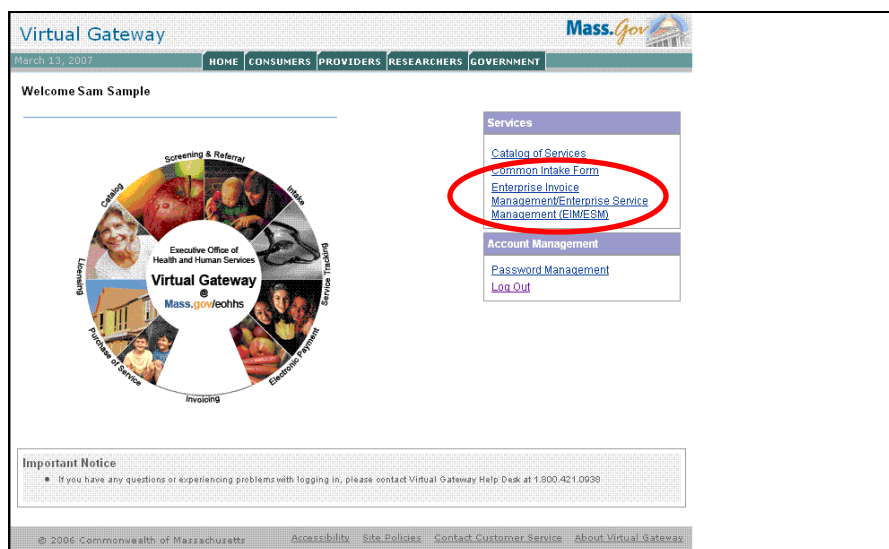 Virtual Gateway
Mass.Gov
March 13, 2007
HOME CONSUMERS PROVIDERS RESEARCHERS GOVERNMENT
Welcome Sam Sample
Services
Catalog of Services
Common Intake Form
Enterprise Invoice
Management/Enterprise Service
Management (EIM/ESM)
Account Management
Password Management
Log Out
Screening & Referral
Intake
Service Tracking
Electronic Payment
Invoicing
Purchase of Service
Licensing
Catalog
Executive Office of
Health and Human Services
Virtual Gateway
@
Mass.gov/eohhs
Important Notice
If you have any questions or experiencing problems with logging in, please contact Virtual Gateway Help Desk at 1.800.421.0938
© 2006 Commonwealth of Massachusetts
Accessibility Site Policies Contact Customer Service About Virtual Gateway